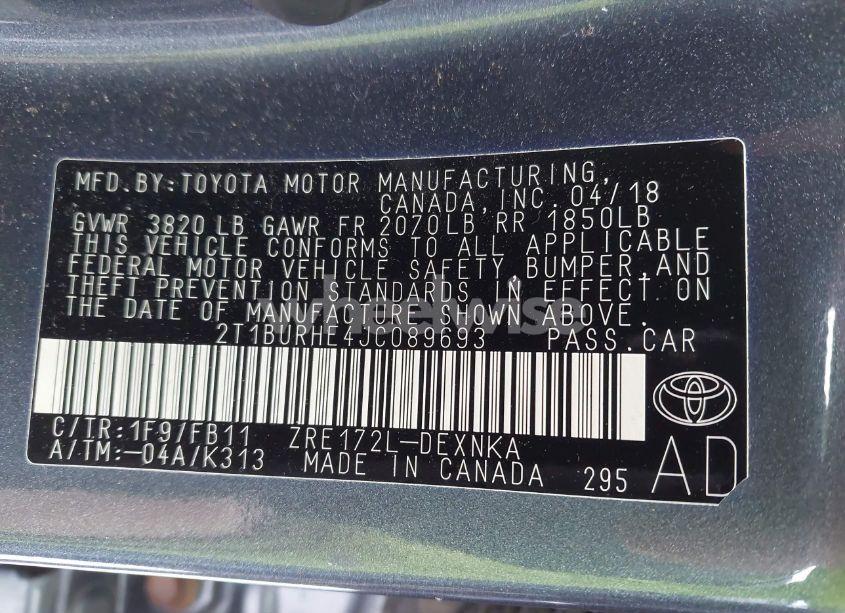 MFD.BY:TOYOTA MOTOR MANUFACTURING,
CANADA,INC. 04/18
GVWR 3820 LB GAWR FR 2070LB RR 1850LB
THIS VEHICLE CONFORMS TO ALL APPLICABLE
FEDERAL MOTOR VEHICLE SAFETY,BUMPER,AND
THEFT PREVENTION STANDARDS IN EFFECT ON
THE DATE OF MANUFACTURE SHOWN ABOVE.
wheelwise
2T1BURHE4JC089693 PASS.CAR
C/TR:1F9/FB11 ZRE172L-DEXNKA
A/TM:-04A/K313 MADE IN CANADA 295 AD